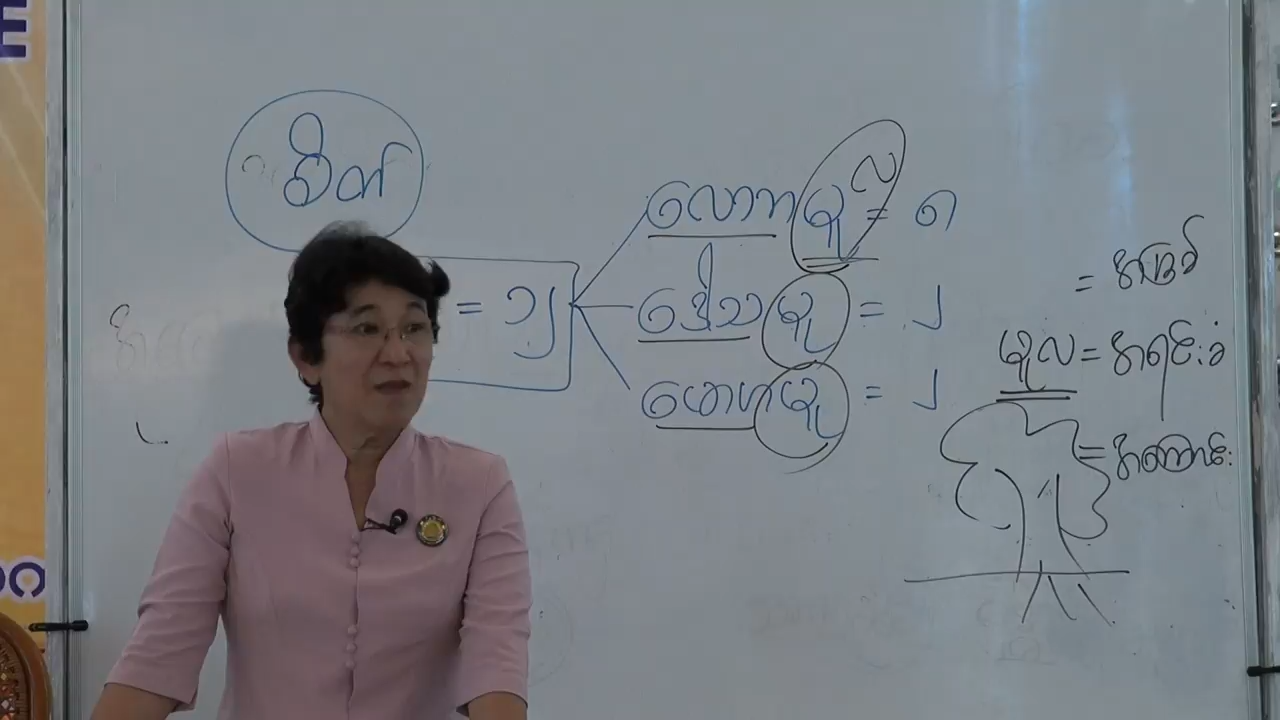 စိတ်
= ၁၂
လောဘမူလ = ၈
ဒေါသမူ = ၂
မောဟမူ = ၂
= အမြစ်
မူလ = အရင်းခံ
= အကြောင်း